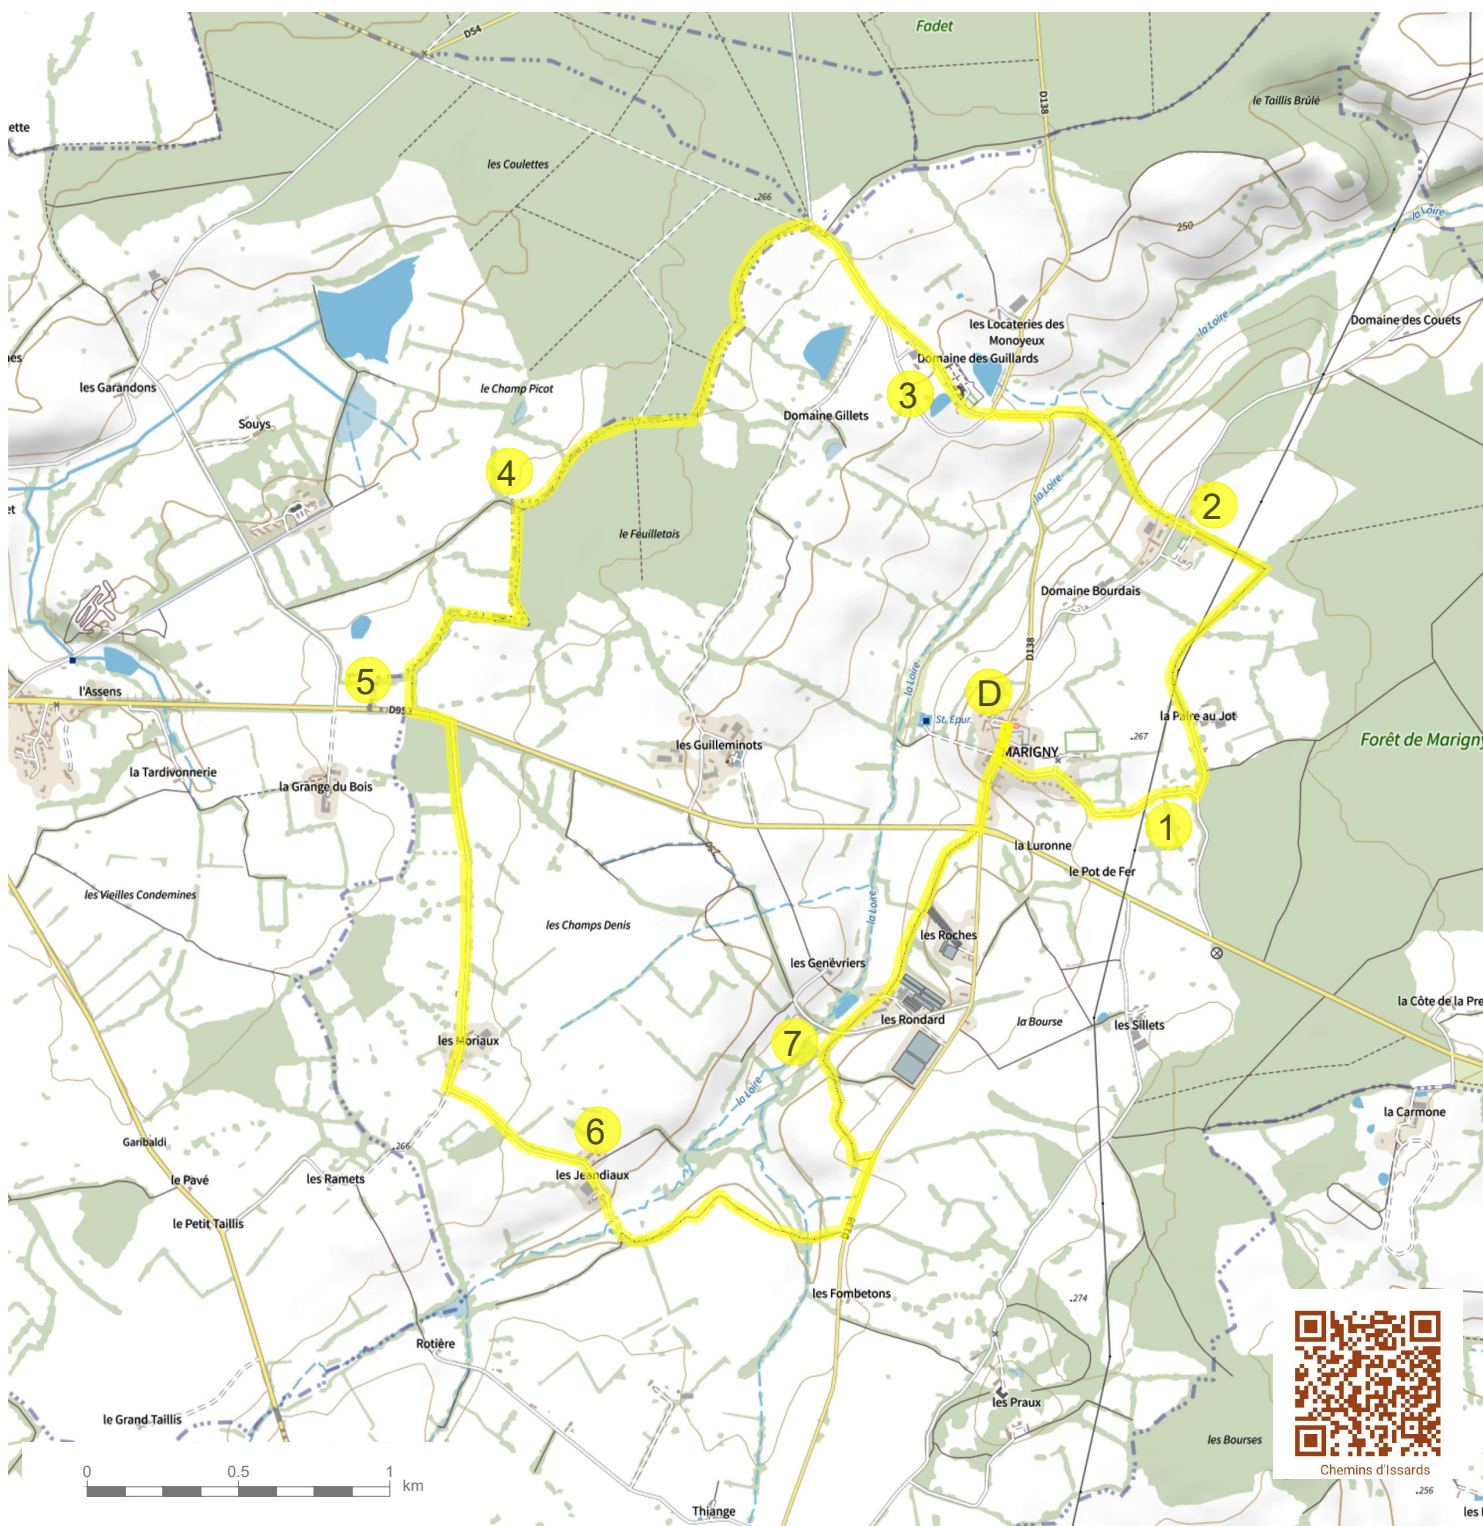 Fadet
D54
D138
le Taillis Brûlé
ette
les Coulettes
266
la Loire
250
la Loire
les Locateries des
Monoyeux
Domaine des Couets
Domaine des Guillards
les Garandons
le Champ Picot
3
Domaine Gillets
Souys
4
la Loire
2
le Feuilletais
Domaine Bourdais
D138
la Loire
5
D
l'Assens
D953
St. Epur.
la Paire au Jot
les Guilleminots
MARIGNY
267
Forêt de Marigny
la Tardivonnerie
la Grange du Bois
1
la Luronne
le Pot de Fer
les Vieilles Condemines
la Loire
les Champs Denis
les Roches
les Genévriers
la Côte de la Pre
les Rondard
la Bourse
les Sillets
les Moriaux
7
la Loire
la Carmone
6
Garibaldi
266
les Jeandiaux
le Pavé
les Ramets
le Petit Taillis
D138
les Fombetons
274
Rotière
les Praux
le Grand Taillis
les Bourses
Chemins d'Issards
0 0.5 1 km
256
Thiange
les